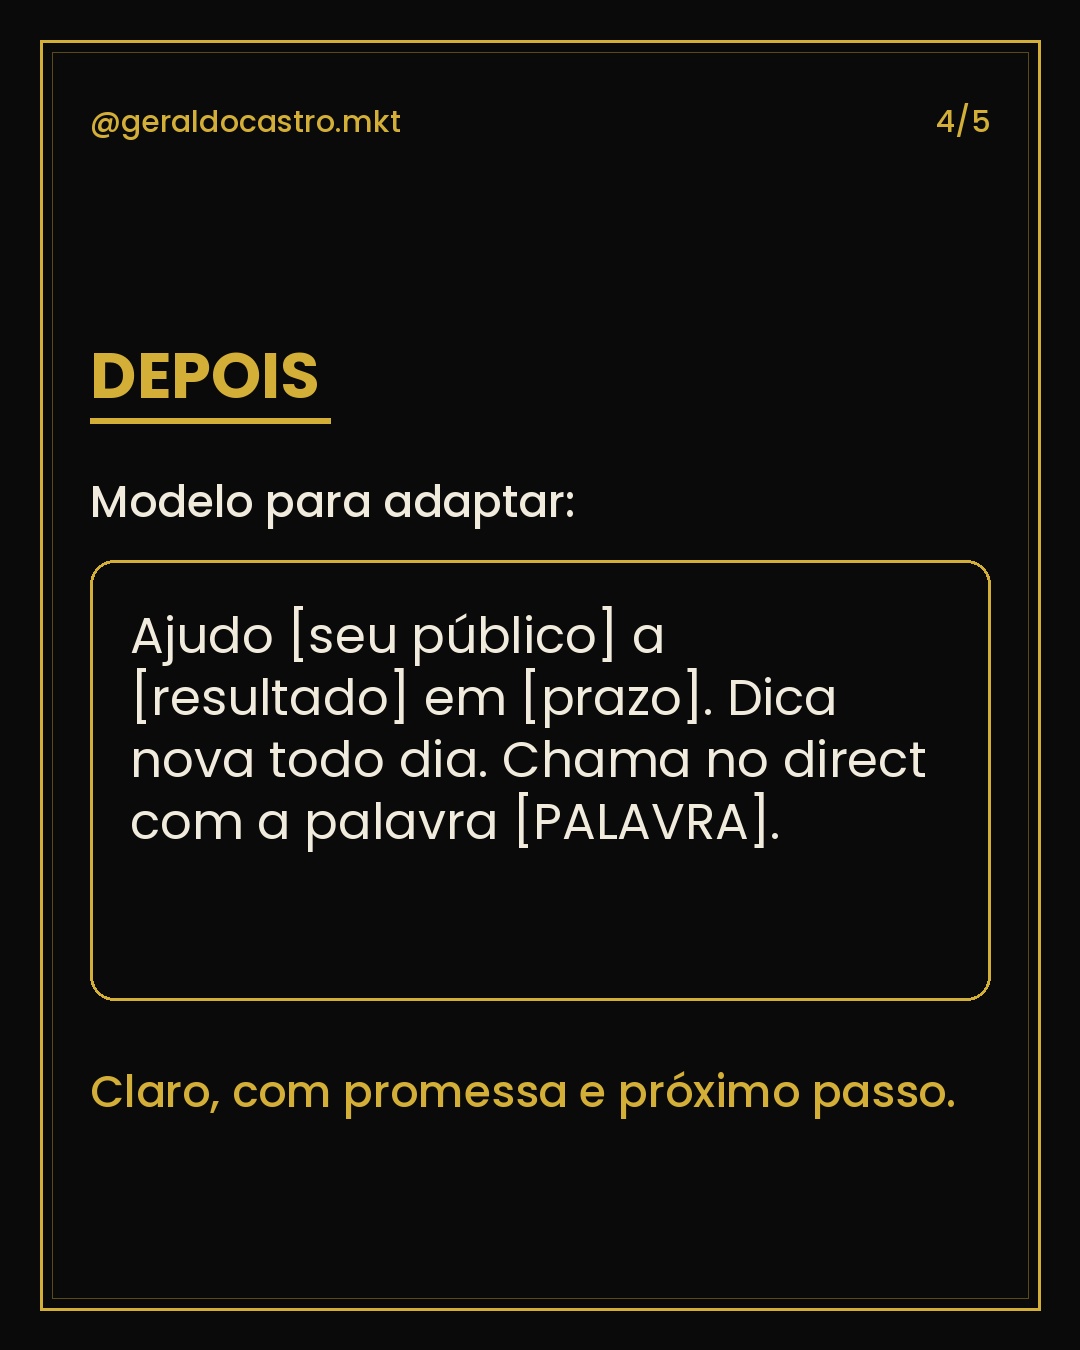 @geraldocastro.mkt
4/5
DEPOIS
Modelo para adaptar:
Ajudo [seu público] a
[resultado] em [prazo]. Dica
nova todo dia. Chama no direct
com a palavra [PALAVRA].
Claro, com promessa e próximo passo.